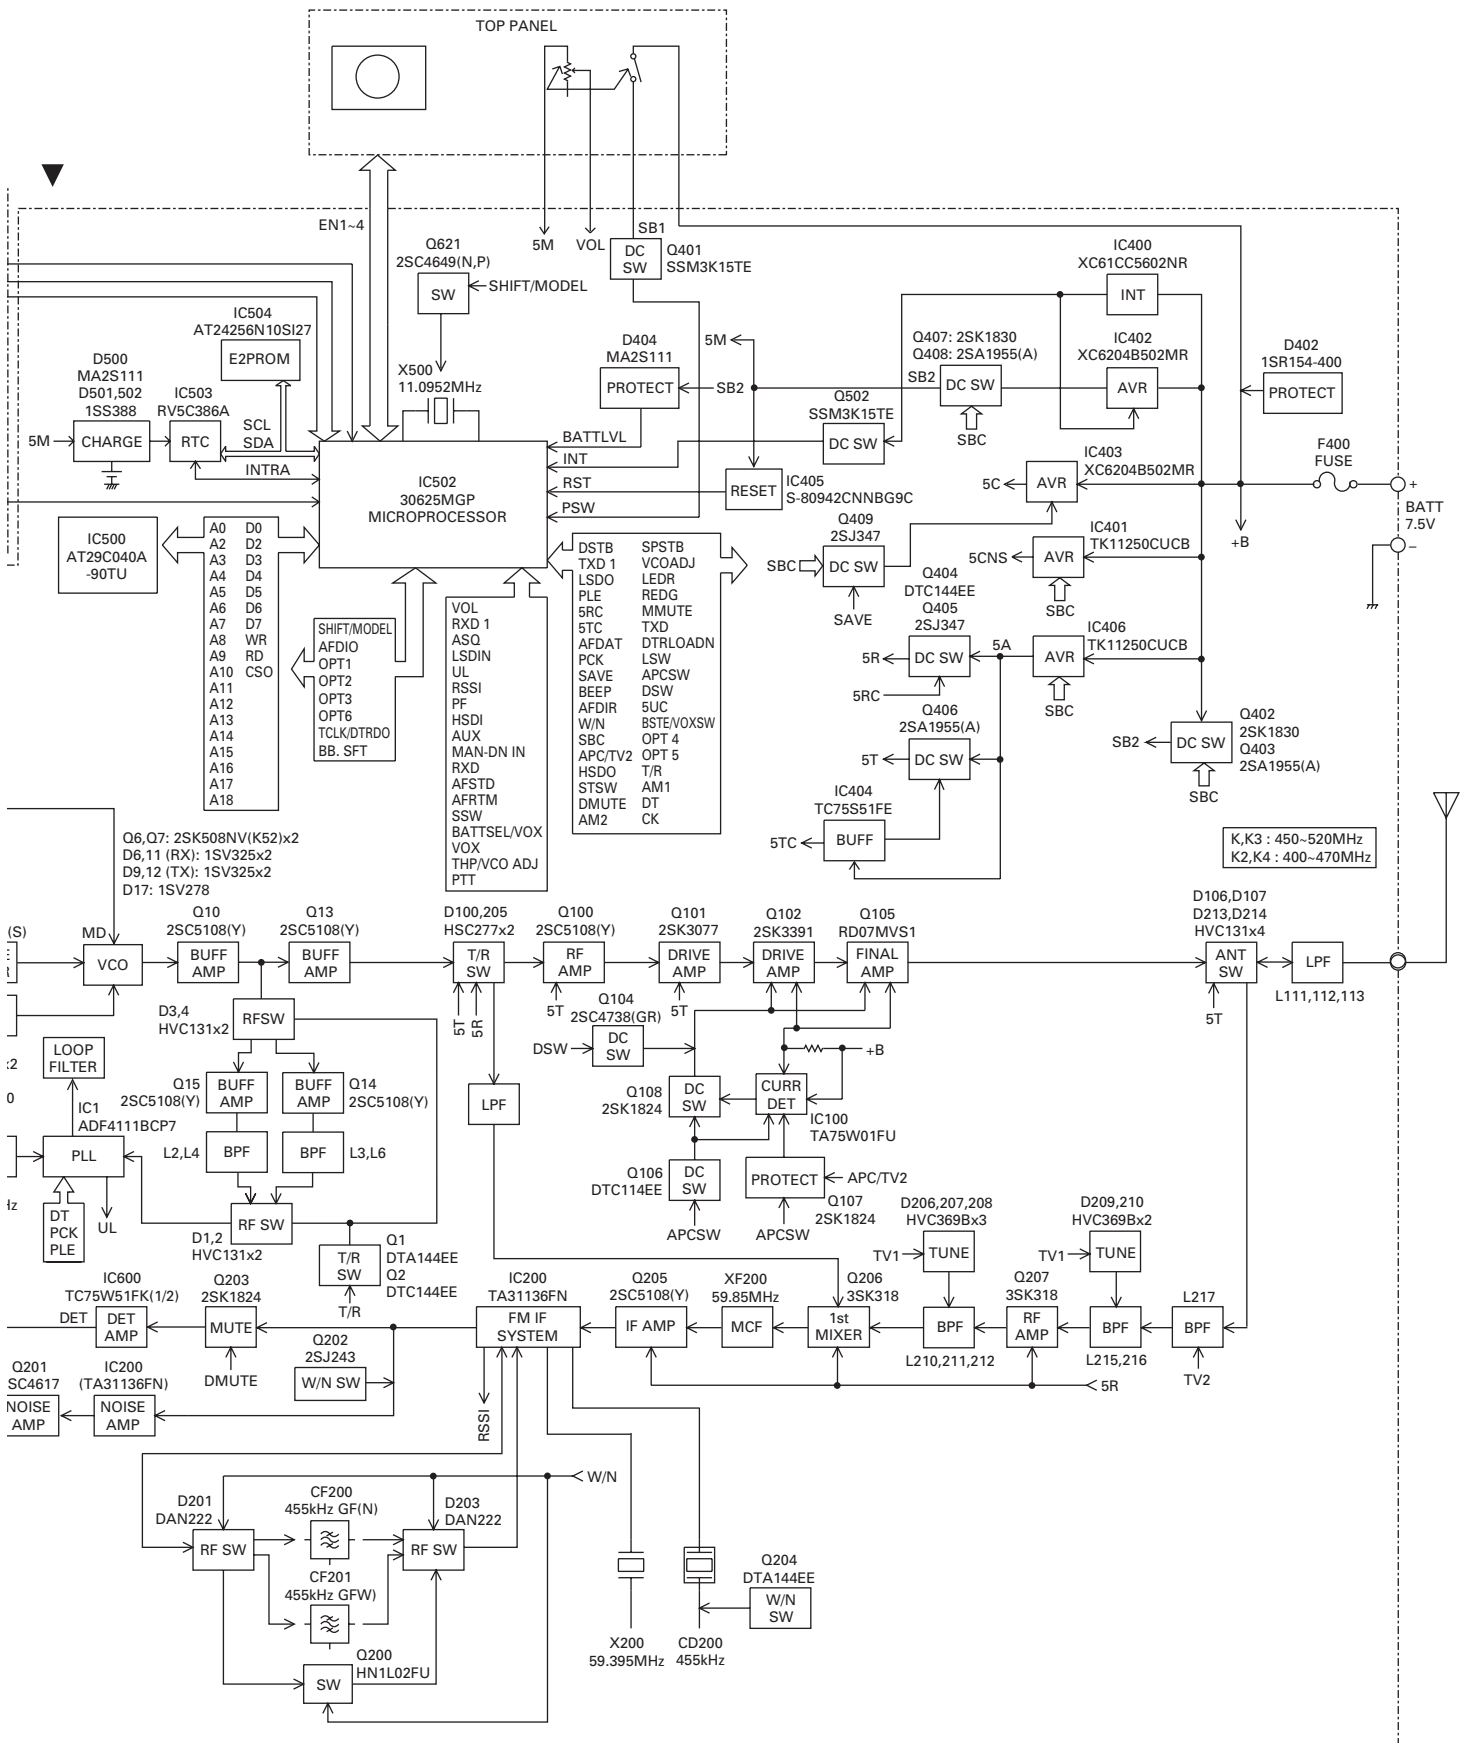 TOP PANEL
EN1~4
5M
VOL
SB1
DC
SW
Q401
SSM3K15TE
Q621
2SC4649(N,P)
SW
SHIFT/MODEL
IC400
XC61CC5602NR
INT
IC504
AT24256N10SI27
E2PROM
D500
MA2S111
D501,502
1SS388
IC503
RV5C386A
5M
CHARGE
RTC
SCL
SDA
INTRA
X500
11.0952MHz
D404
MA2S111
PROTECT
5M
SB2
Q407: 2SK1830
Q408: 2SA1955(A)
SB2
DC SW
SBC
IC402
XC6204B502MR
AVR
D402
1SR154-400
PROTECT
Q502
SSM3K15TE
DC SW
BATTLVL
INT
RST
PSW
RESET
IC405
S-80942CNNBG9C
IC403
XC6204B502MR
5C
AVR
F400
FUSE
+
BATT
7.5V
−
+B
IC502
30625MGP
MICROPROCESSOR
IC500
AT29C040A
-90TU
A0 D0
A2 D2
A3 D3
A4 D4
A5 D5
A6 D6
A7 D7
A8 WR
A9 RD
A10 CSO
A11
A12
A13
A14
A15
A16
A17
A18
SHIFT/MODEL
AFDIO
OPT1
OPT2
OPT3
OPT6
TCLK/DTRDO
BB. SFT
VOL
RXD 1
ASQ
LSDIN
UL
RSSI
PF
HSDI
AUX
MAN-DN IN
RXD
AFSTD
AFRTM
SSW
BATTSEL/VOX
VOX
THP/VCO ADJ
PTT
DSTB SPSTB
TXD 1 VCOADJ
LSDO LEDR
PLE REDG
5RC MMUTE
5TC TXD
AFDAT DTRLOADN
PCK LSW
SAVE APCSW
BEEP DSW
AFDIR 5UC
W/N BSTE/VOXSW
SBC OPT 4
APC/TV2 OPT 5
HSDO T/R
STSW AM1
DMUTE DT
AM2 CK
Q409
2SJ347
SBC
DC SW
SAVE
IC401
TK11250CUCB
5CNS
AVR
SBC
Q404
DTC144EE
Q405
2SJ347
5R
DC SW
5RC
5A
IC406
TK11250CUCB
AVR
SBC
Q406
2SA1955(A)
5T
DC SW
SB2
DC SW
SBC
Q402
2SK1830
Q403
2SA1955(A)
IC404
TC75S51FE
5TC
BUFF
K,K3 : 450~520MHz
K2,K4 : 400~470MHz
Q6,Q7: 2SK508NV(K52)x2
D6,11 (RX): 1SV325x2
D9,12 (TX): 1SV325x2
D17: 1SV278
(S)
MD
VCO
Q10
2SC5108(Y)
BUFF
AMP
Q13
2SC5108(Y)
BUFF
AMP
D100,205
HSC277x2
T/R
SW
5T
5R
Q100
2SC5108(Y)
RF
AMP
5T
Q101
2SK3077
DRIVE
AMP
5T
Q102
2SK3391
DRIVE
AMP
Q105
RD07MVS1
FINAL
AMP
D106,D107
D213,D214
HVC131x4
ANT
SW
5T
LPF
L111,112,113
D3,4
HVC131x2
RFSW
Q104
2SC4738(GR)
DSW
DC
SW
+B
x2
LOOP
FILTER
IC1
ADF4111BCP7
PLL
DT
PCK
PLE
UL
Q15
2SC5108(Y)
BUFF
AMP
BUFF
AMP
Q14
2SC5108(Y)
L2,L4
BPF
BPF
L3,L6
RF SW
D1,2
HVC131x2
T/R
SW
Q1
DTA144EE
Q2
DTC144EE
T/R
LPF
Q108
2SK1824
DC
SW
CURR
DET
IC100
TA75W01FU
Q106
DTC114EE
DC
SW
APCSW
PROTECT
APC/TV2
Q107
2SK1824
APCSW
D206,207,208
HVC369Bx3
TV1
TUNE
D209,210
HVC369Bx2
TV1
TUNE
IC600
TC75W51FK(1/2)
DET
DET
AMP
Q203
2SK1824
MUTE
DMUTE
IC200
TA31136FN
FM IF
SYSTEM
RSSI
Q205
2SC5108(Y)
IF AMP
XF200
59.85MHz
MCF
Q206
3SK318
1st
MIXER
BPF
L210,211,212
Q207
3SK318
RF
AMP
BPF
L215,216
L217
BPF
TV2
5R
Q202
2SJ243
W/N SW
Q201
SC4617
NOISE
AMP
IC200
(TA31136FN)
NOISE
AMP
W/N
D201
DAN222
RF SW
CF200
455kHz GF(N)
D203
DAN222
RF SW
CF201
455kHz GFW)
Q200
HN1L02FU
SW
X200
59.395MHz
CD200
455kHz
Q204
DTA144EE
W/N
SW